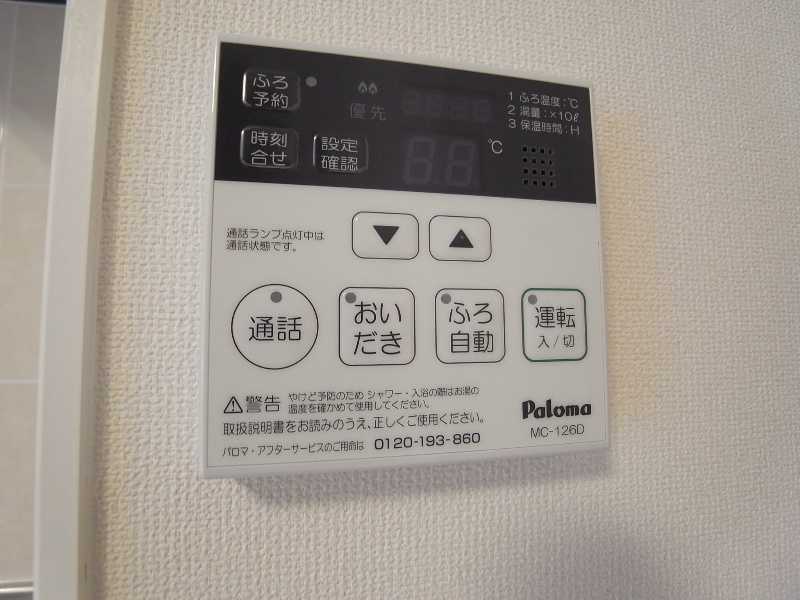 ふろ
予約
優先
1 ふろ温度:℃
2 湯量:×10ℓ
3 保温時間:H
時刻
合せ
設定
確認
88
℃
通話ランプ点灯中は
通話状態です。
▼
▲
通話
おい
だき
ふろ
自動
運転
入/切
⚠警告 やけど予防のため シャワー・入浴の際はお湯の
温度を確かめて使用してください。
取扱説明書をお読みのうえ、正しくご使用ください。
パロマ・アフターサービスのご用命は 0120-193-860
Paloma
MC-126D